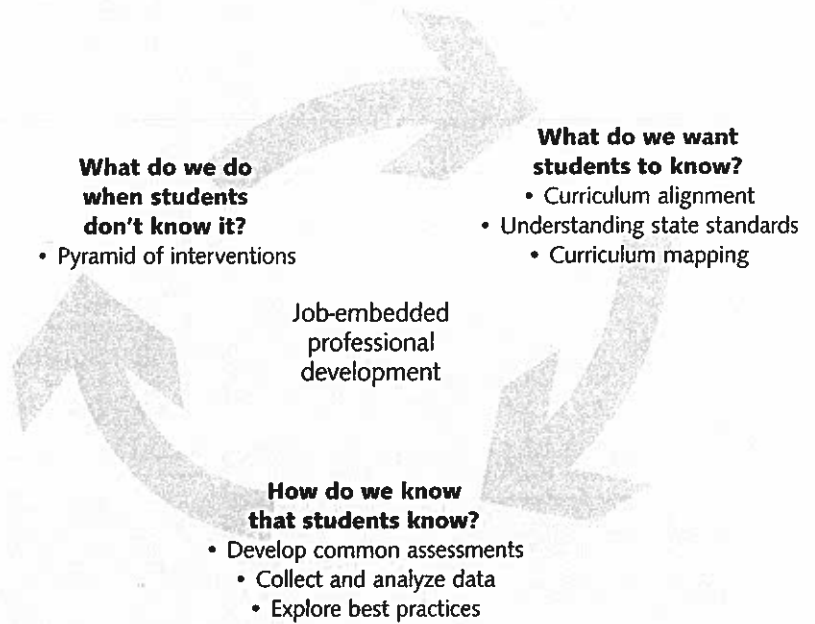 What do we do
when students
don't know it?
• Pyramid of interventions
What do we want
students to know?
• Curriculum alignment
• Understanding state standards
• Curriculum mapping
Job-embedded
professional
development
How do we know
that students know?
• Develop common assessments
• Collect and analyze data
• Explore best practices